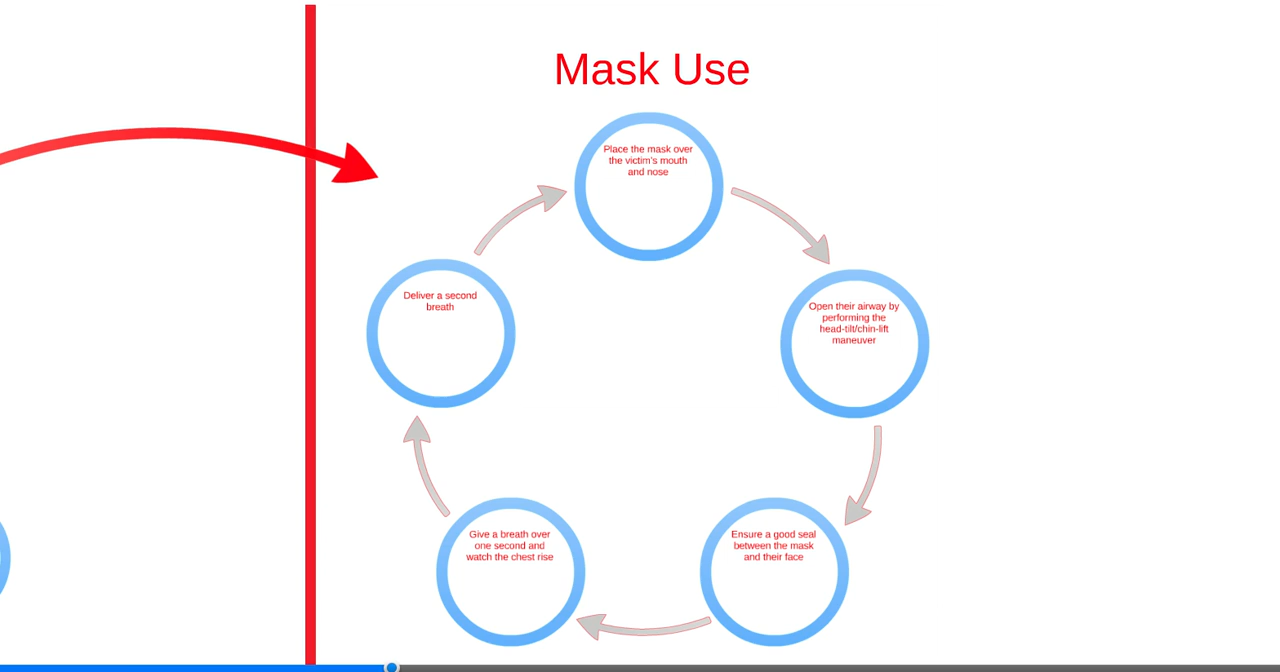 Mask Use
Place the mask over
the victim's mouth
and nose
Open their airway by
performing the
head-tilt/chin-lift
maneuver
Ensure a good seal
between the mask
and their face
Give a breath over
one second and
watch the chest rise
Deliver a second
breath